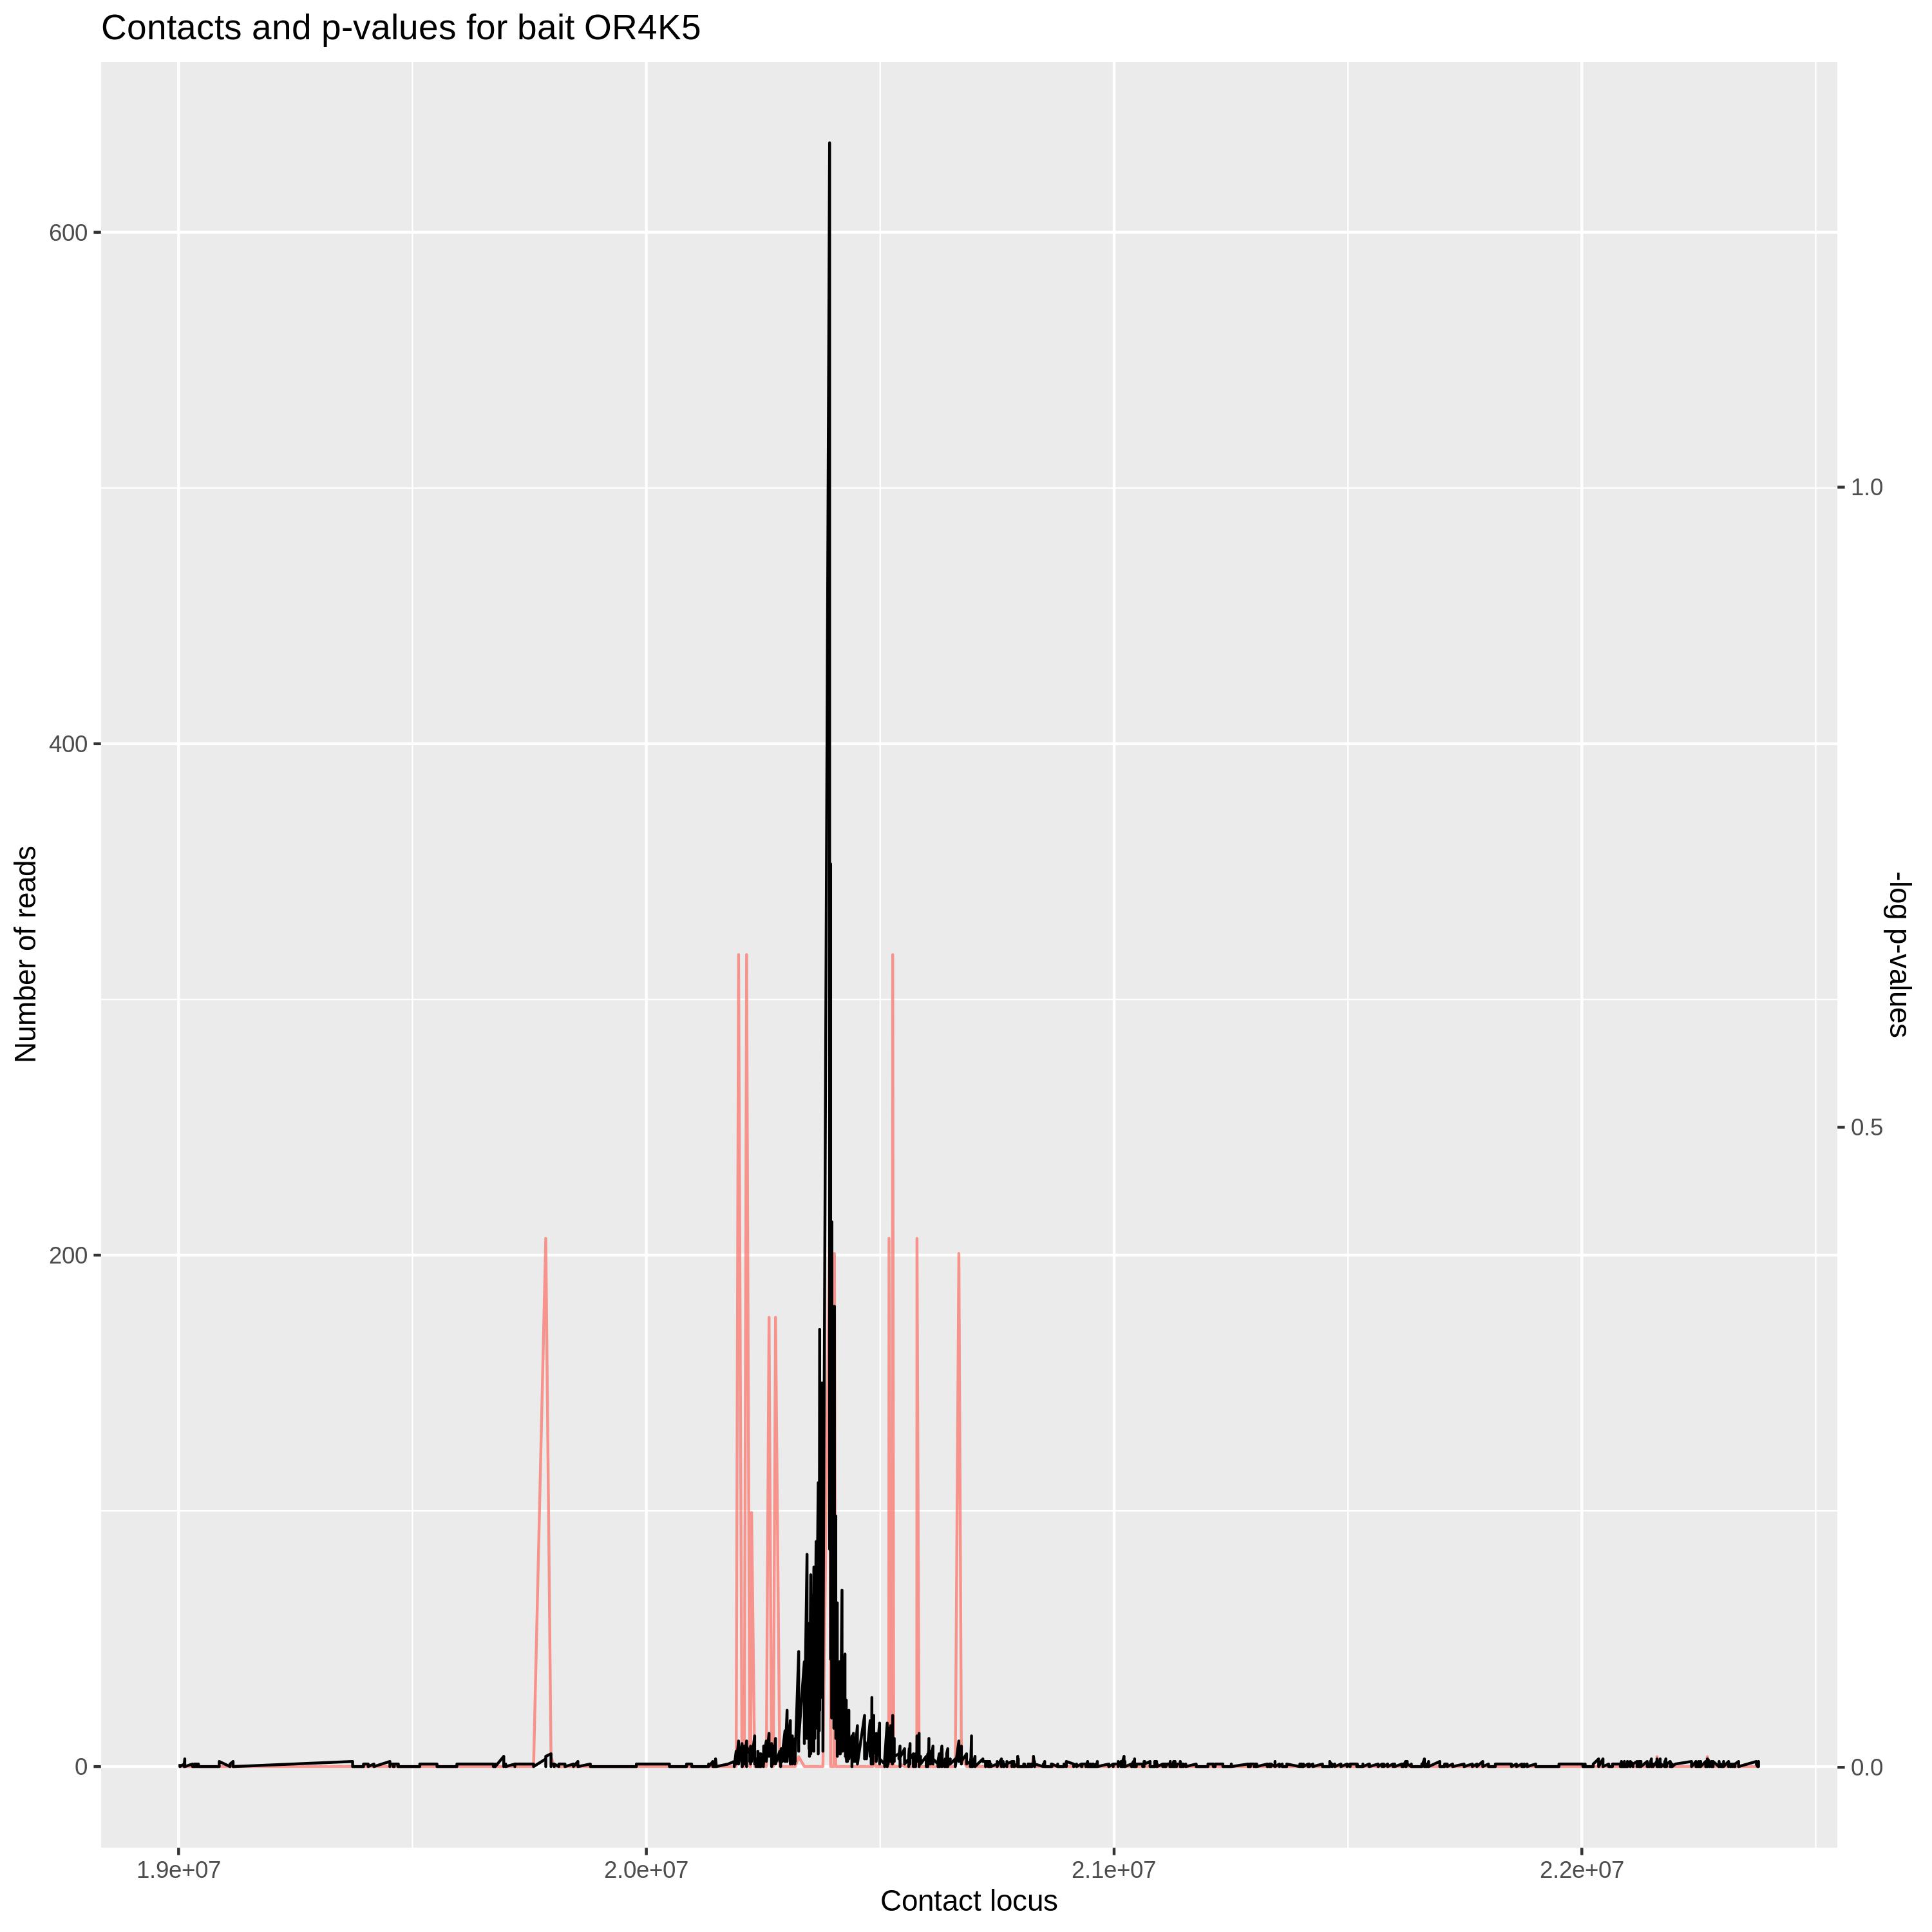 Contacts and p-values for bait OR4K5
600
400
200
0
Number of reads
1.0
0.5
0.0
-log p-values
1.9e+07
2.0e+07
2.1e+07
2.2e+07
Contact locus